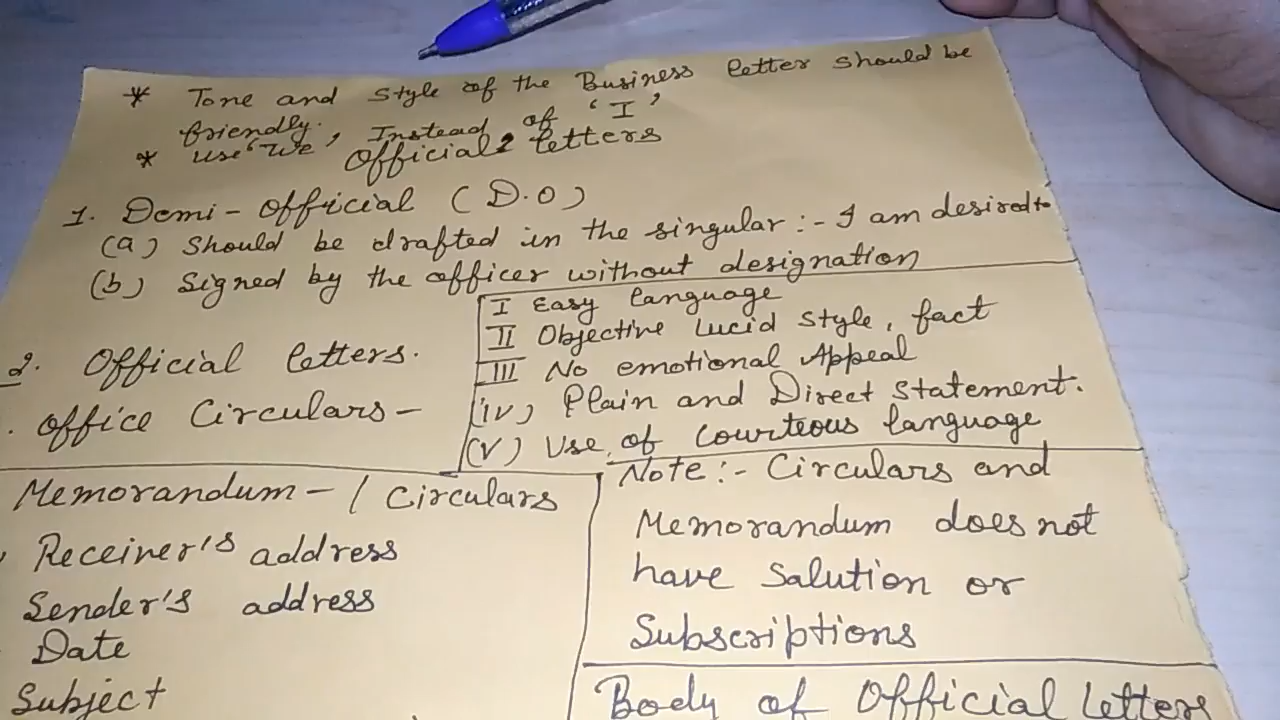 * Tone and style of the Business letter should be
friendly.
* use 'We', Instead of 'I'
Official letters
1. Demi-official (D.O)
(a) Should be drafted in the singular :- I am desired to
(b) Signed by the officer without designation
I Easy language
II Objective Lucid style, fact
III No emotional Appeal
2. Official letters.
(iv) Plain and Direct statement.
. office Circulars -
(v) Use of Courteous language
Memorandum - / Circulars
Receiver's address
Sender's address
Date
Subject
Note :- Circulars and
Memorandum does not
have Salution or
Subscriptions
Body of Official letters